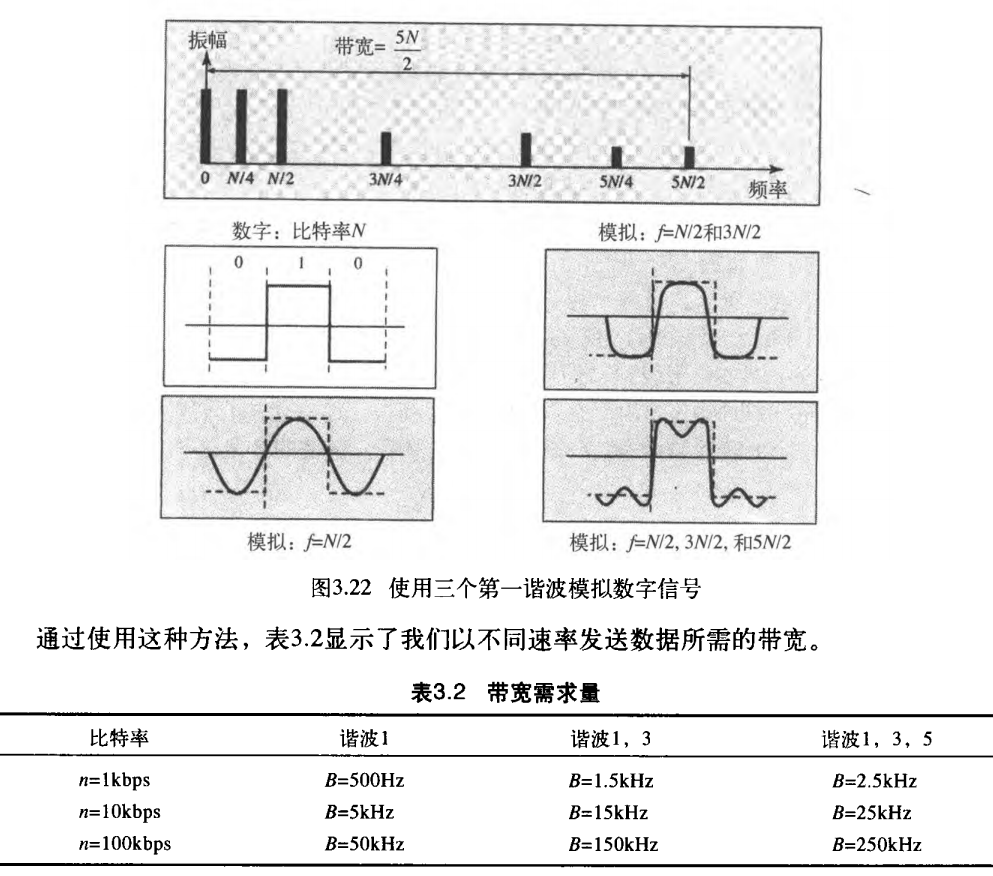 振幅
带宽= 5N/2
0 N/4 N/2 3N/4 3N/2 5N/4 5N/2
频率
数字：比特率N
模拟：f=N/2和3N/2
0 1 0
模拟：f=N/2
模拟：f=N/2, 3N/2, 和5N/2
图3.22 使用三个第一谐波模拟数字信号
通过使用这种方法，表3.2显示了我们以不同速率发送数据所需的带宽。
表3.2 带宽需求量
比特率 谐波1 谐波1，3 谐波1，3，5
n=1kbps B=500Hz B=1.5kHz B=2.5kHz
n=10kbps B=5kHz B=15kHz B=25kHz
n=100kbps B=50kHz B=150kHz B=250kHz